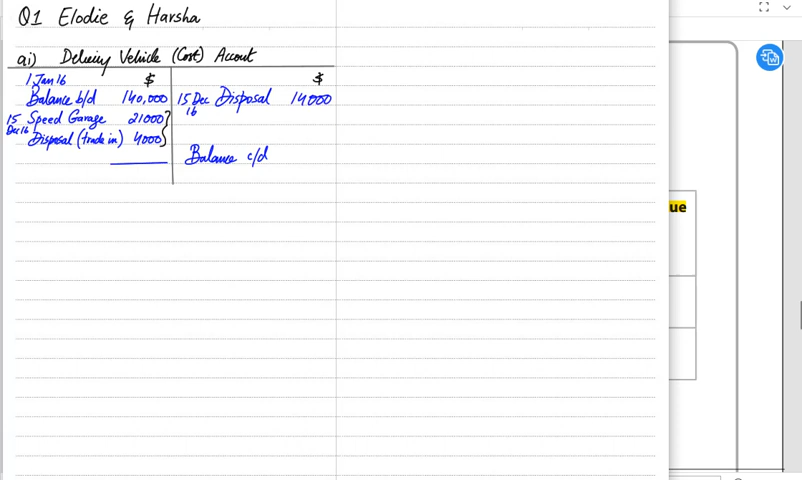 Q1 Elodie & Harsha
ai) Delivery Vehicle (Cost) Account
1 Jan 16 $ $
Balance b/d 140,000 15 Dec 16 Disposal 14000
15 Dec 16 Speed Garage 21000
Disposal (trade in) 4000
Balance c/d
ue